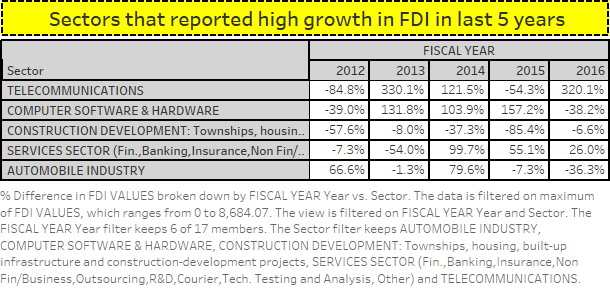 Sectors that reported high growth in FDI in last 5 years
FISCAL YEAR
Sector 2012 2013 2014 2015 2016
TELECOMMUNICATIONS -84.8% 330.1% 121.5% -54.3% 320.1%
COMPUTER SOFTWARE & HARDWARE -39.0% 131.8% 103.9% 157.2% -38.2%
CONSTRUCTION DEVELOPMENT: Townships, housin.. -57.6% -8.0% -37.3% -85.4% -6.6%
SERVICES SECTOR (Fin.,Banking,Insurance,Non Fin/.. -7.3% -54.0% 99.7% 55.1% 26.0%
AUTOMOBILE INDUSTRY 66.6% -1.3% 79.6% -7.3% -36.3%
% Difference in FDI VALUES broken down by FISCAL YEAR Year vs. Sector. The data is filtered on maximum
of FDI VALUES, which ranges from 0 to 8,684.07. The view is filtered on FISCAL YEAR Year and Sector. The
FISCAL YEAR Year filter keeps 6 of 17 members. The Sector filter keeps AUTOMOBILE INDUSTRY,
COMPUTER SOFTWARE & HARDWARE, CONSTRUCTION DEVELOPMENT: Townships, housing, built-up
infrastructure and construction-development projects, SERVICES SECTOR (Fin.,Banking,Insurance,Non
Fin/Business,Outsourcing,R&D,Courier,Tech. Testing and Analysis, Other) and TELECOMMUNICATIONS.